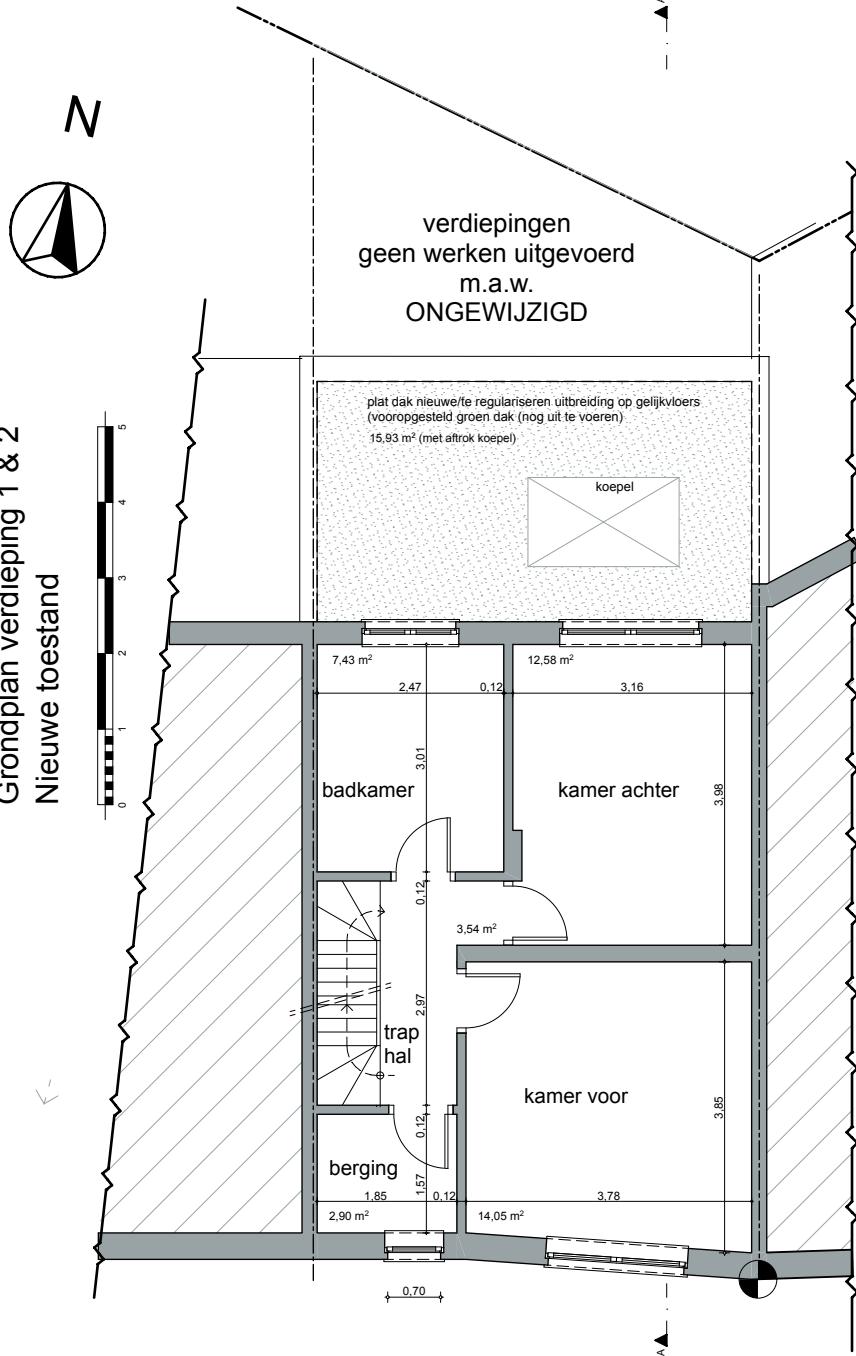 Grondplan verdieping 1 & 2
Nieuwe toestand
N
A
0 1 2 3 4 5
verdiepingen
geen werken uitgevoerd
m.a.w.
ONGEWIJZIGD
plat dak nieuwe/te regulariseren uitbreiding op gelijkvloers
(vooropgesteld groen dak (nog uit te voeren)
15,93 m² (met aftrok koepel)
koepel
7,43 m²
12,58 m²
2,47
0,12
3,16
3,01
3,98
badkamer
kamer achter
0,12
3,54 m²
2,97
trap
hal
kamer voor
3,85
0,12
berging
1,57
1,85
0,12
3,78
2,90 m²
14,05 m²
0,70
A